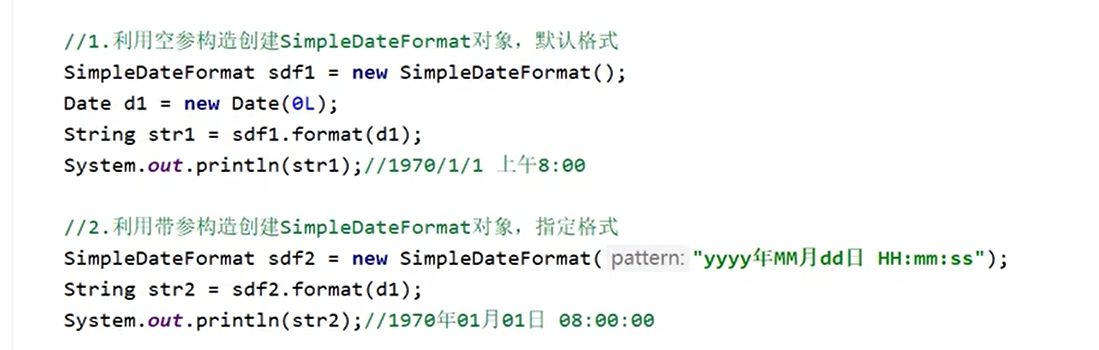 //1.利用空参构造创建SimpleDateFormat对象，默认格式
SimpleDateFormat sdf1 = new SimpleDateFormat();
Date d1 = new Date(0L);
String str1 = sdf1.format(d1);
System.out.println(str1);//1970/1/1 上午8:00
//2.利用带参构造创建SimpleDateFormat对象，指定格式
SimpleDateFormat sdf2 = new SimpleDateFormat( pattern: "yyyy年MM月dd日 HH:mm:ss");
String str2 = sdf2.format(d1);
System.out.println(str2);//1970年01月01日 08:00:00